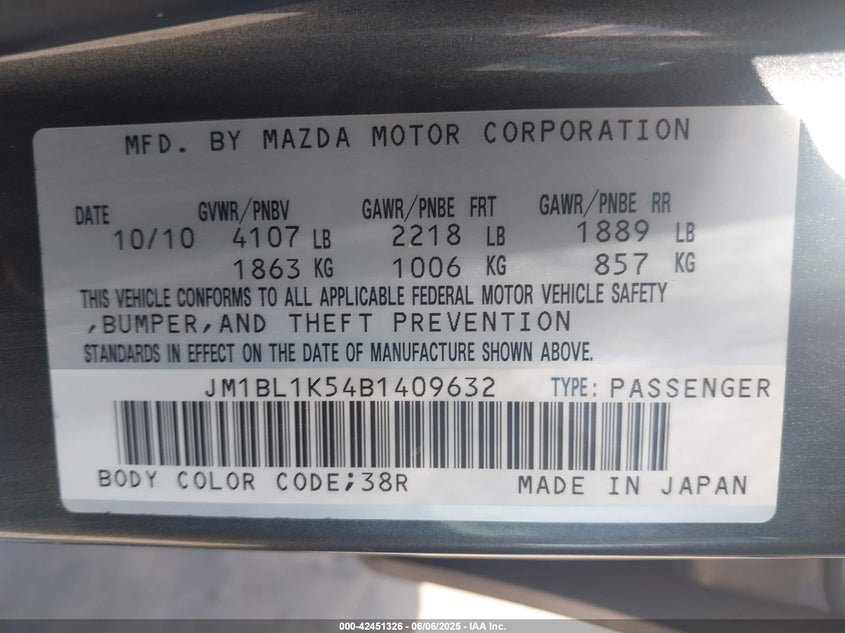 MFD. BY MAZDA MOTOR CORPORATION
DATE GVWR/PNBV GAWR/PNBE FRT GAWR/PNBE RR
10/10 4107 LB 2218 LB 1889 LB
1863 KG 1006 KG 857 KG
THIS VEHICLE CONFORMS TO ALL APPLICABLE FEDERAL MOTOR VEHICLE SAFETY
,BUMPER,AND THEFT PREVENTION
STANDARDS IN EFFECT ON THE DATE OF MANUFACTURE SHOWN ABOVE.
JM1BL1K54B1409632 TYPE: PASSENGER
BODY COLOR CODE;38R MADE IN JAPAN
000-42451326 - 06/06/2025 - IAA Inc.